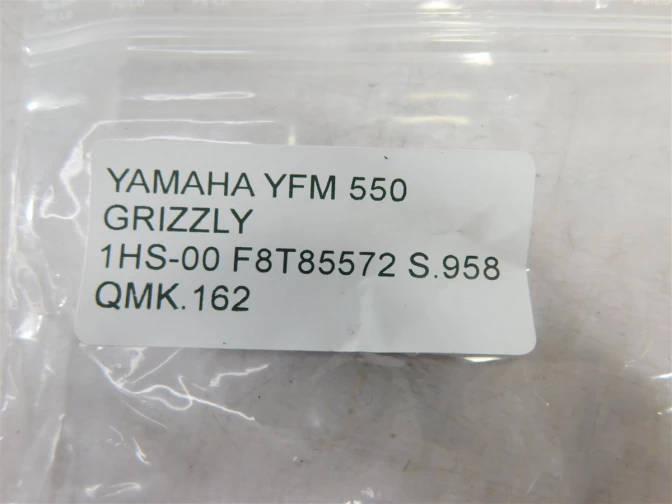 YAMAHA YFM 550
GRIZZLY
1HS-00 F8T85572 S.958
QMK.162